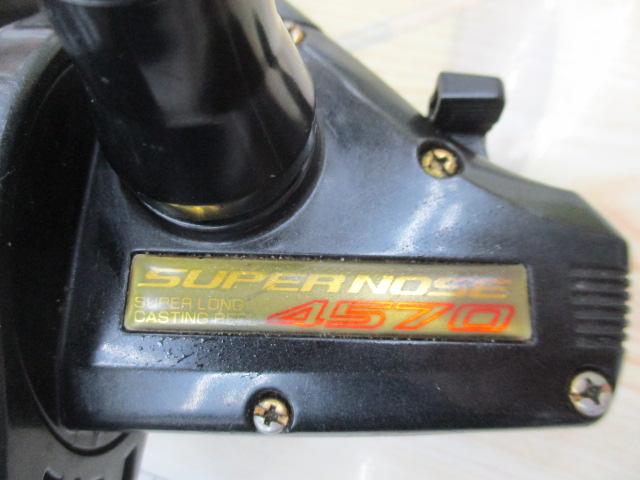 SUPER NOSE
SUPER LONG
CASTING REEL 4570